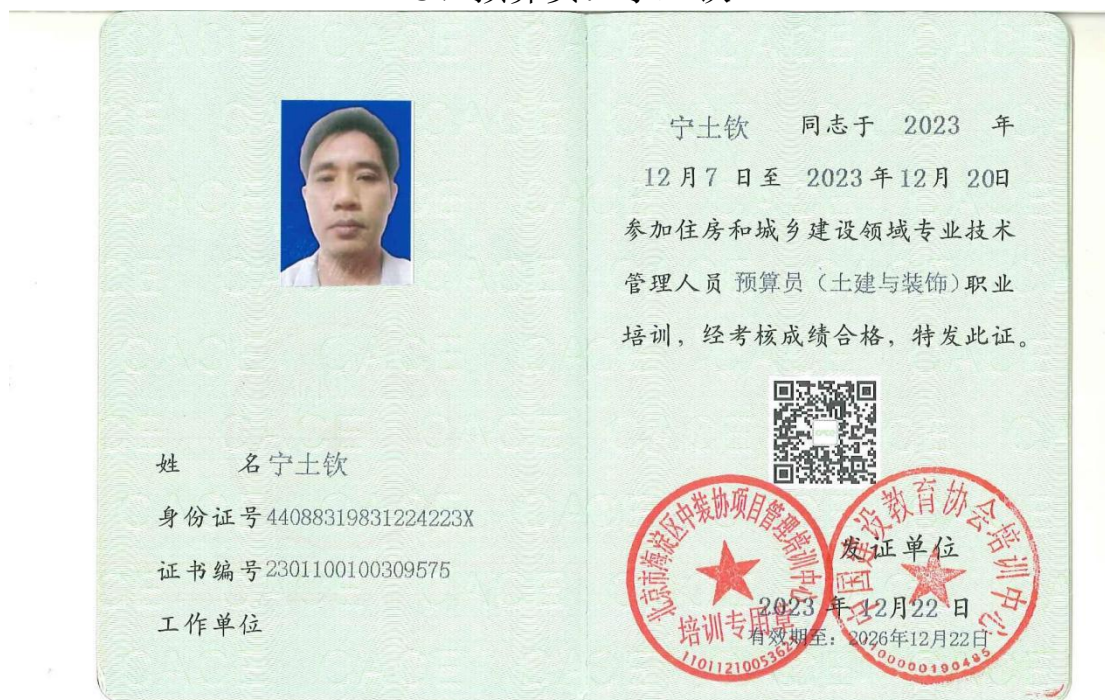 宁土钦 同志于 2023 年
12月7 日至 2023年12月 20日
参加住房和城乡建设领域专业技术
管理人员 预算员（土建与装饰）职业
培训，经考核成绩合格，特发此证。
姓 名宁土钦
身份证号44088319831224223X
证书编号2301100100309575
工作单位
北京市海淀区中装协项目管理培训中心
培训专用章
中国建设教育协会培训中心
发证单位
2023 年 12月22 日
有效期至：2026年12月22日